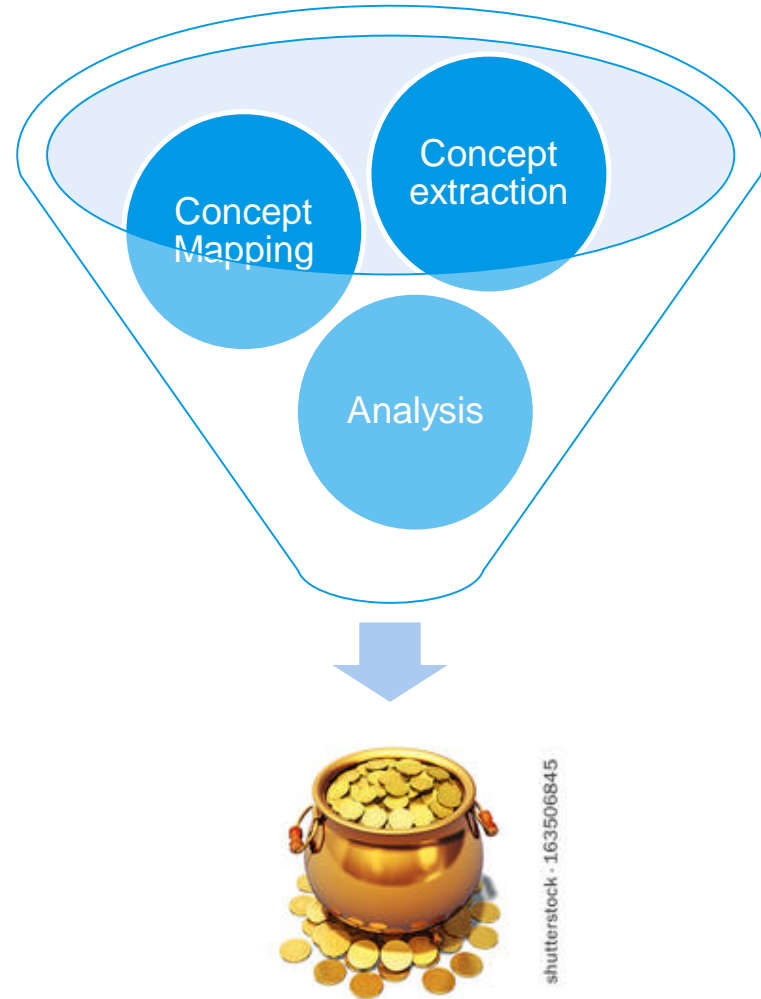 Concept
extraction
Concept
Mapping
Analysis
shutterstock · 163506845